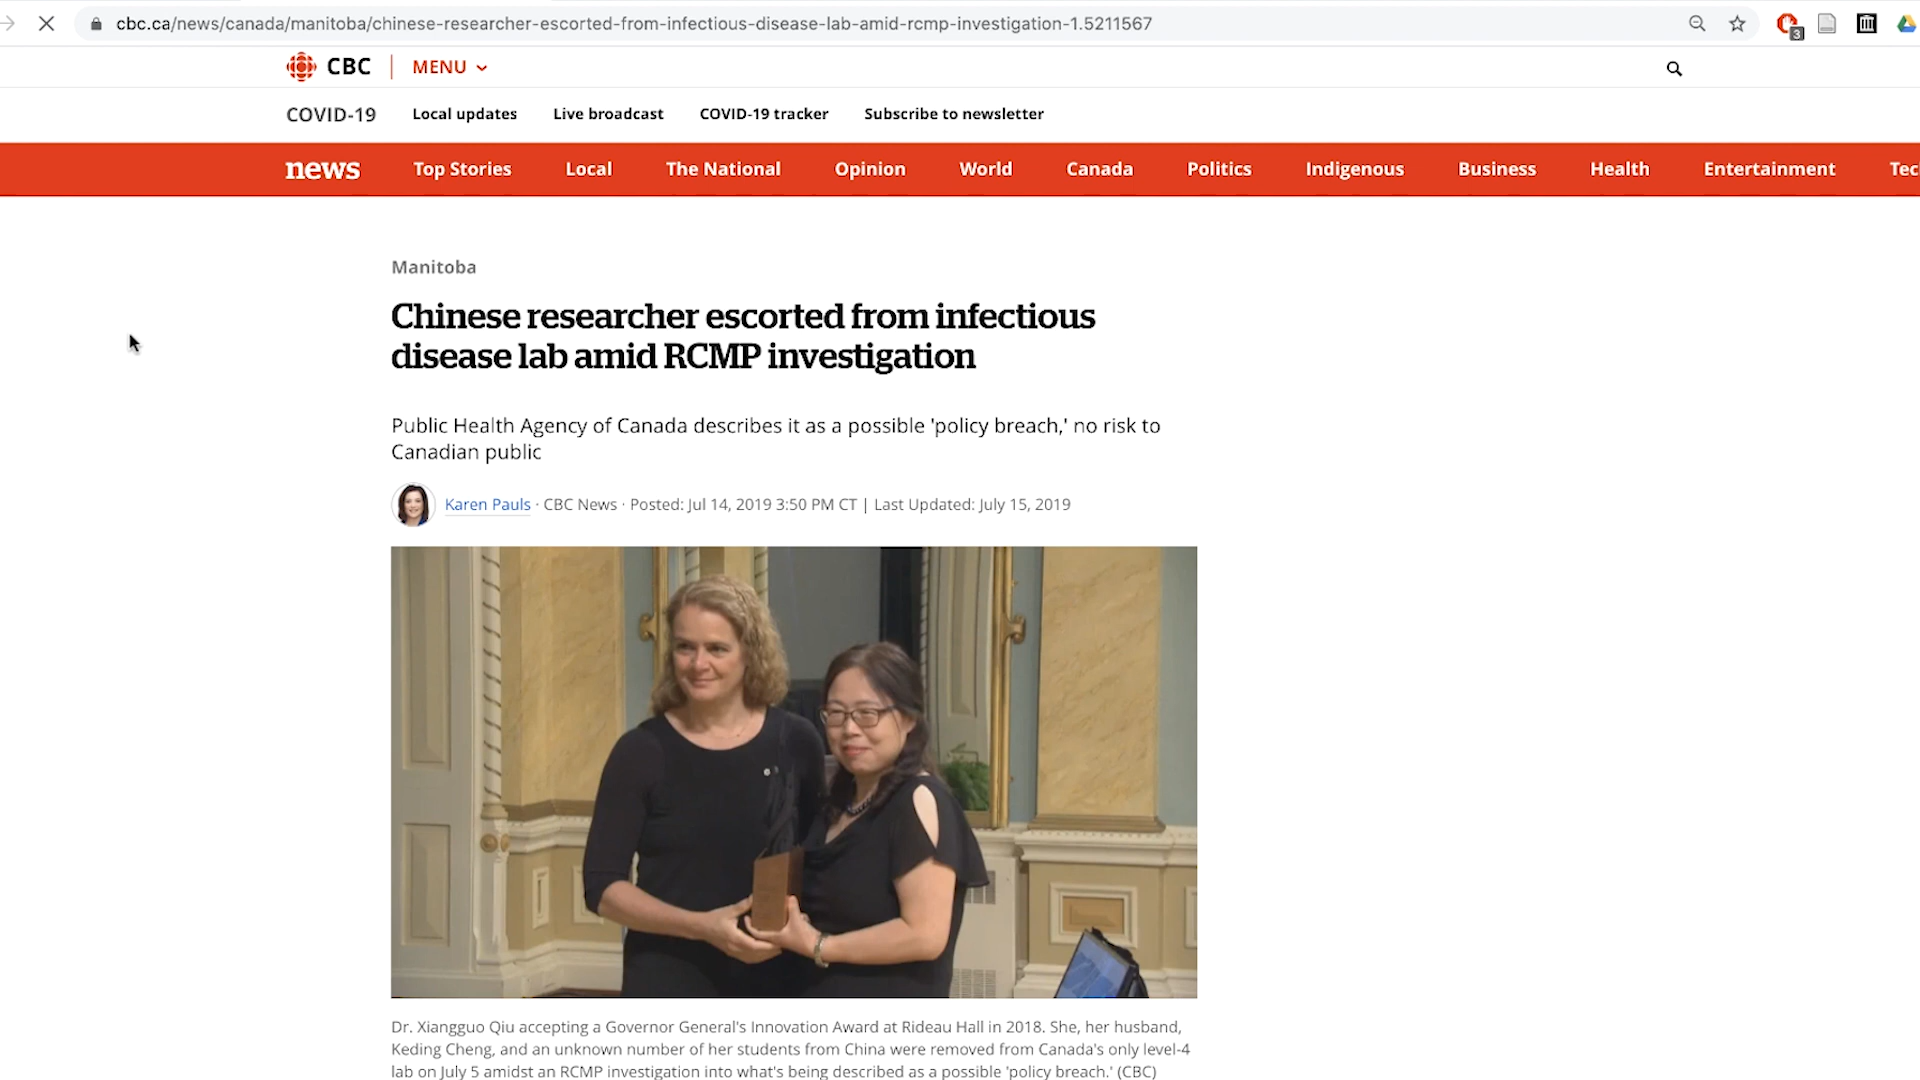 cbc.ca/news/canada/manitoba/chinese-researcher-escorted-from-infectious-disease-lab-amid-rcmp-investigation-1.5211567
3
CBC MENU
COVID-19 Local updates Live broadcast COVID-19 tracker Subscribe to newsletter
news Top Stories Local The National Opinion World Canada Politics Indigenous Business Health Entertainment Tec
Manitoba
Chinese researcher escorted from infectious
disease lab amid RCMP investigation
Public Health Agency of Canada describes it as a possible 'policy breach,' no risk to
Canadian public
Karen Pauls · CBC News · Posted: Jul 14, 2019 3:50 PM CT | Last Updated: July 15, 2019
Dr. Xiangguo Qiu accepting a Governor General's Innovation Award at Rideau Hall in 2018. She, her husband,
Keding Cheng, and an unknown number of her students from China were removed from Canada's only level-4
lab on July 5 amidst an RCMP investigation into what's being described as a possible 'policy breach.' (CBC)